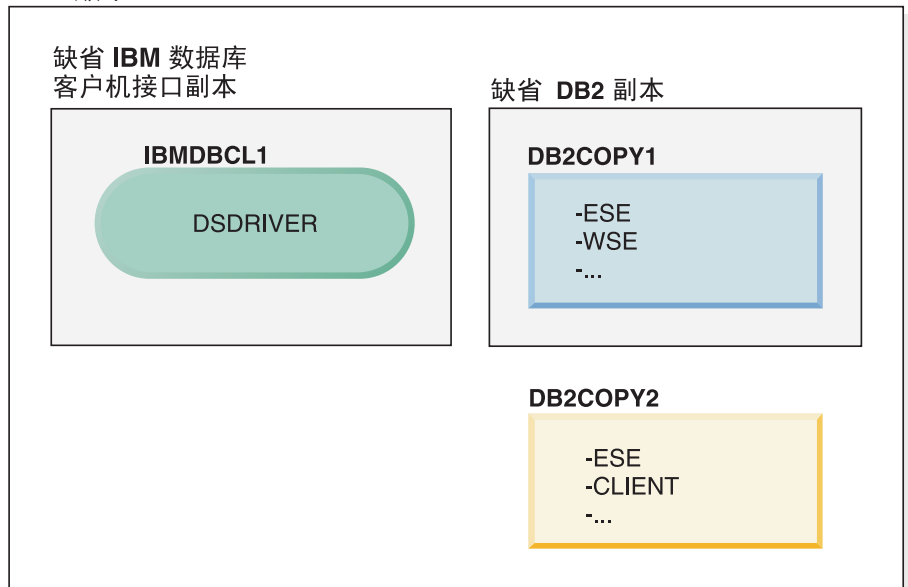 缺省 IBM 数据库
客户机接口副本
IBMDBCL1
DSDRIVER
缺省 DB2 副本
DB2COPY1
-ESE
-WSE
-...
DB2COPY2
-ESE
-CLIENT
-...